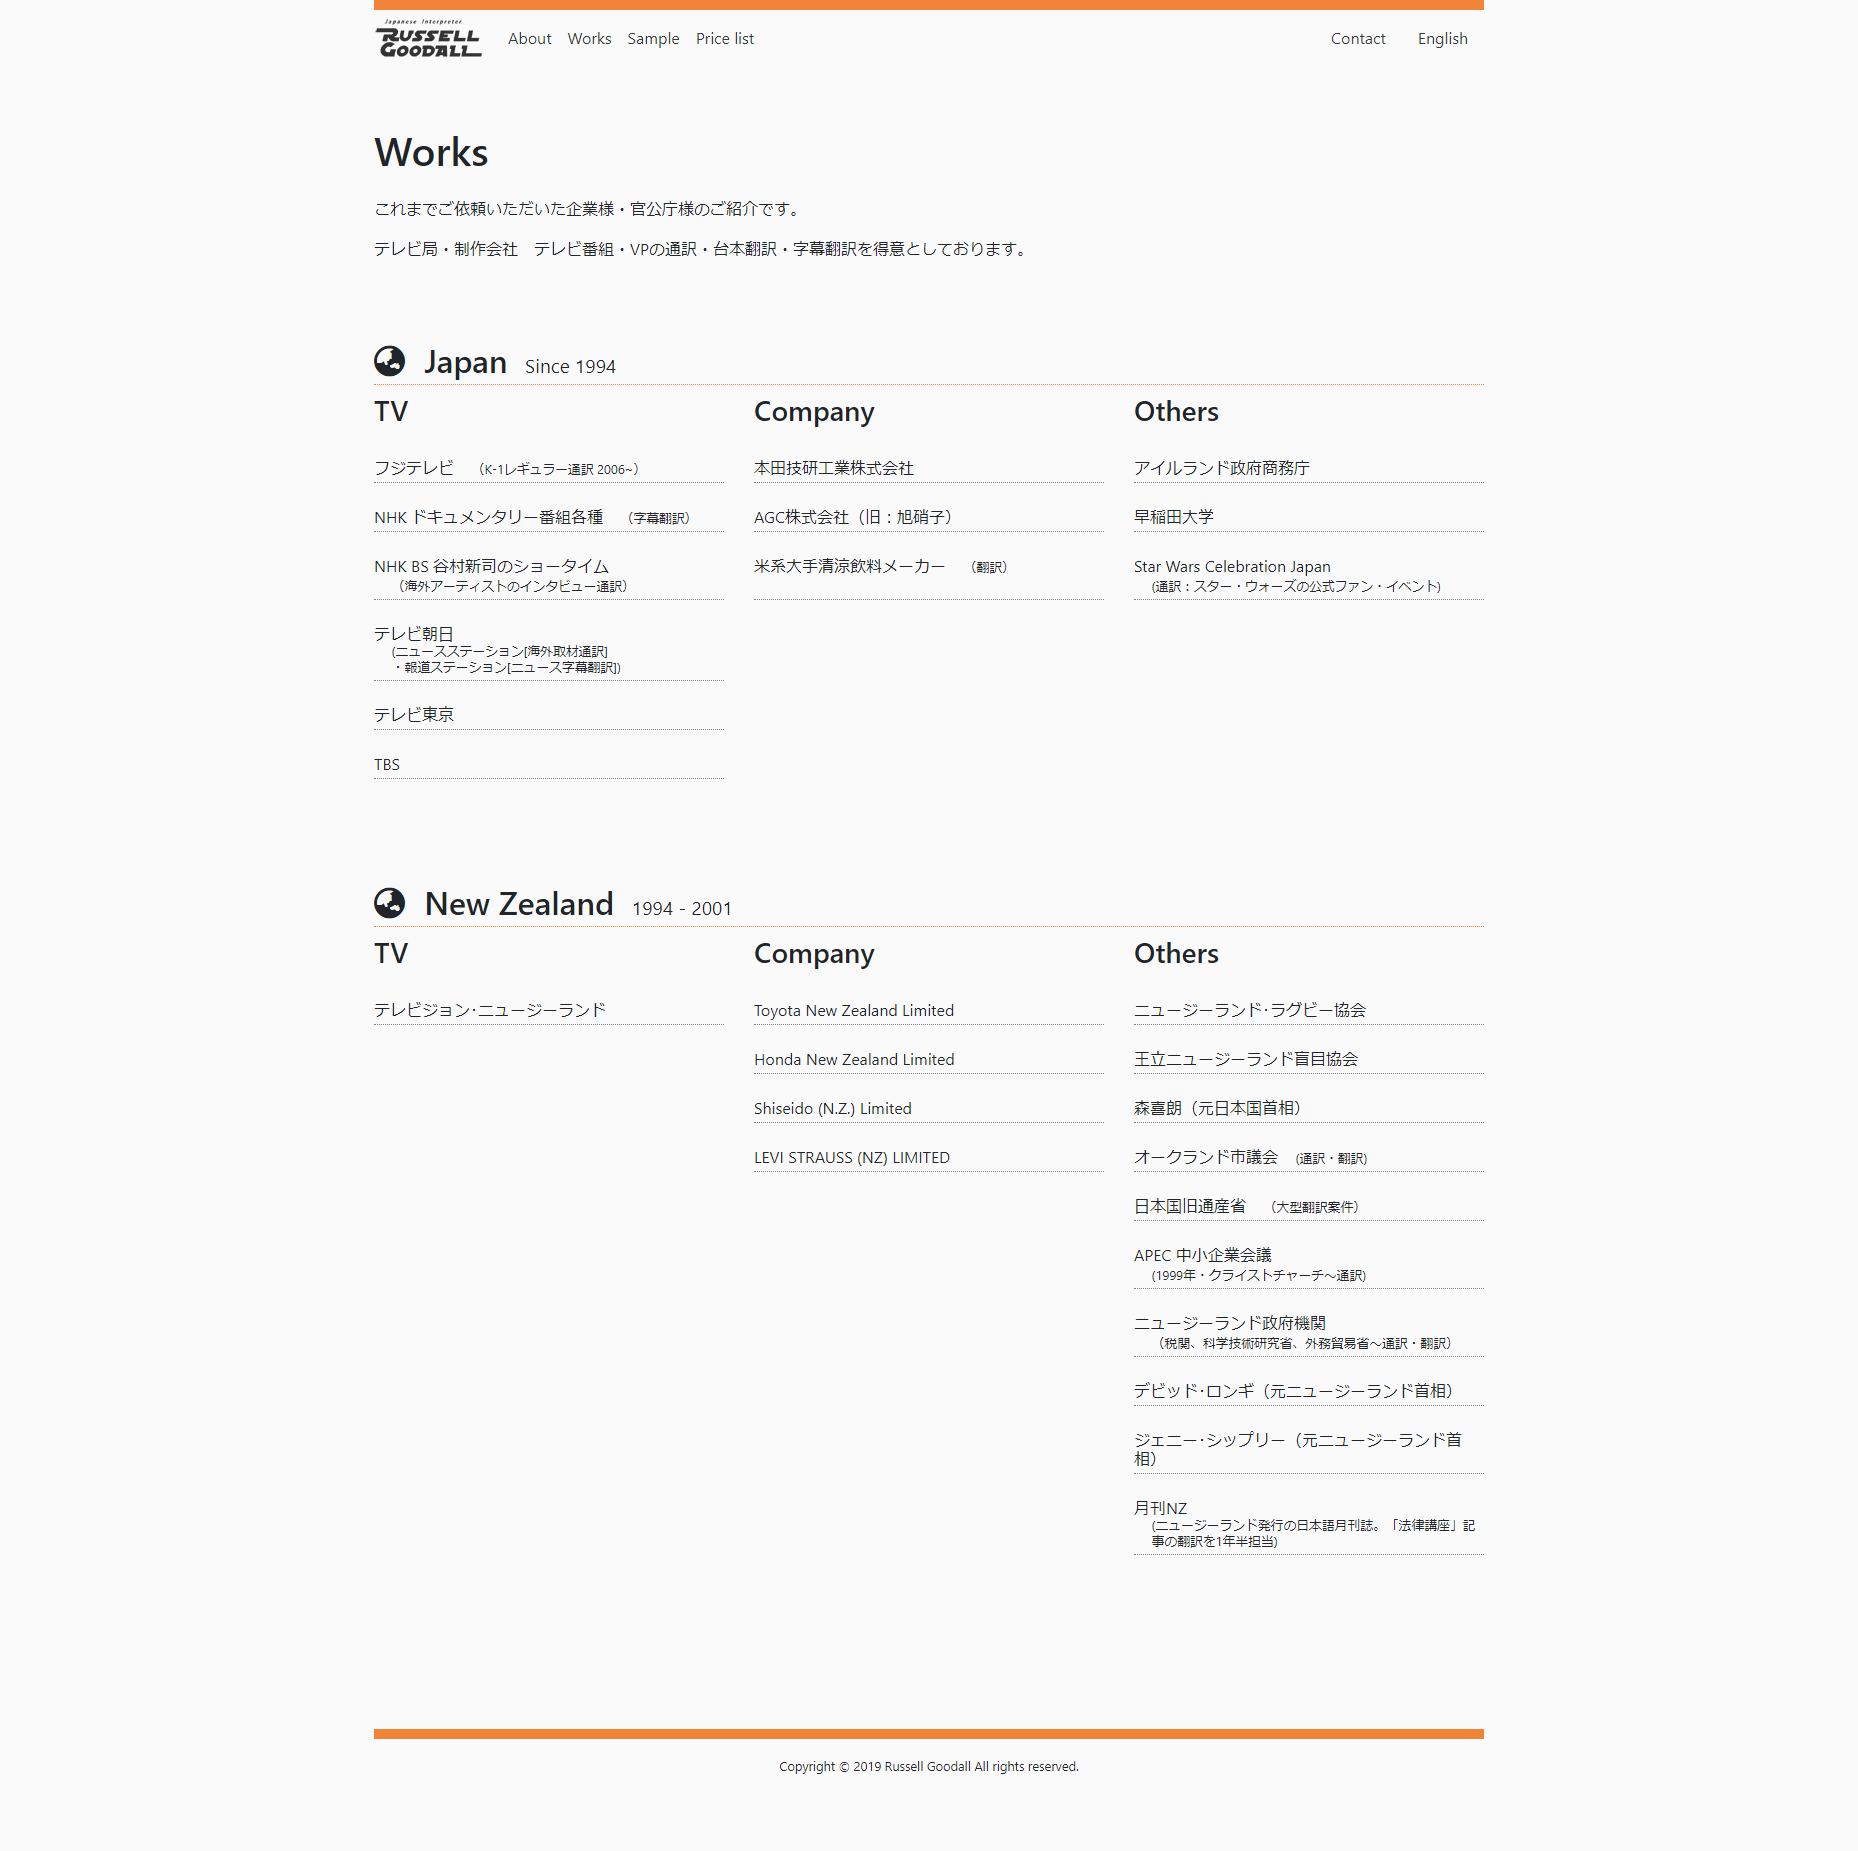 Japanese Interpreter
RUSSELL
GOODALL
About Works Sample Price list
Contact English
Works
これまでご依頼いただいた企業様・官公庁様のご紹介です。
テレビ局・制作会社　テレビ番組・VPの通訳・台本翻訳・字幕翻訳を得意としております。
Japan Since 1994
TV
フジテレビ （K-1レギュラー通訳 2006~）
NHK ドキュメンタリー番組各種 （字幕翻訳）
NHK BS 谷村新司のショータイム
（海外アーティストのインタビュー通訳）
テレビ朝日
(ニュースステーション[海外取材通訳]
・報道ステーション[ニュース字幕翻訳])
テレビ東京
TBS
Company
本田技研工業株式会社
AGC株式会社（旧：旭硝子）
米系大手清涼飲料メーカー （翻訳）
Others
アイルランド政府商務庁
早稲田大学
Star Wars Celebration Japan
(通訳：スター・ウォーズの公式ファン・イベント)
New Zealand 1994 - 2001
TV
テレビジョン･ニュージーランド
Company
Toyota New Zealand Limited
Honda New Zealand Limited
Shiseido (N.Z.) Limited
LEVI STRAUSS (NZ) LIMITED
Others
ニュージーランド･ラグビー協会
王立ニュージーランド盲目協会
森喜朗（元日本国首相）
オークランド市議会 (通訳・翻訳)
日本国旧通産省 （大型翻訳案件）
APEC 中小企業会議
(1999年・クライストチャーチ～通訳)
ニュージーランド政府機関
（税関、科学技術研究省、外務貿易省～通訳・翻訳）
デビッド･ロンギ（元ニュージーランド首相）
ジェニー･シップリー（元ニュージーランド首
相）
月刊NZ
(ニュージーランド発行の日本語月刊誌。「法律講座」記
事の翻訳を1年半担当)
Copyright © 2019 Russell Goodall All rights reserved.